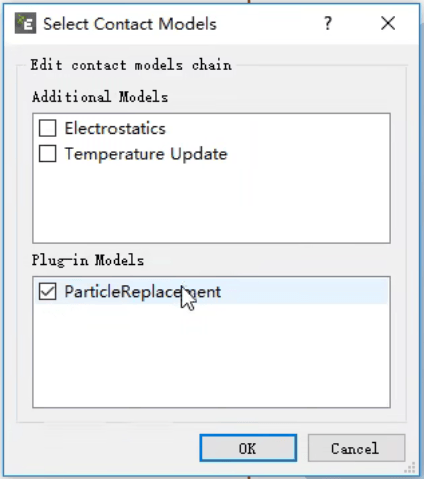 Select Contact Models
Edit contact models chain
Additional Models
Electrostatics
Temperature Update
Plug-in Models
ParticleReplacement
OK
Cancel